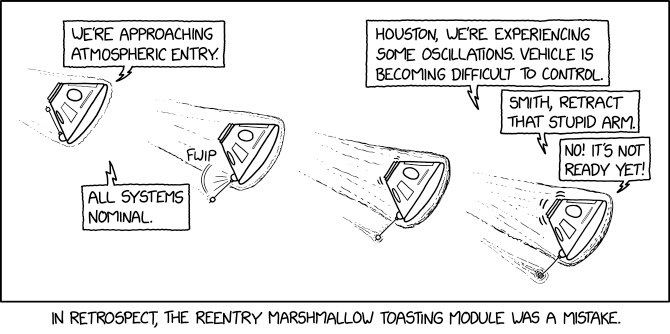 WE'RE APPROACHING
ATMOSPHERIC ENTRY.
ALL SYSTEMS
NOMINAL.
FWIP
HOUSTON, WE'RE EXPERIENCING
SOME OSCILLATIONS. VEHICLE IS
BECOMING DIFFICULT TO CONTROL.
SMITH, RETRACT
THAT STUPID ARM.
NO! IT'S NOT
READY YET!
IN RETROSPECT, THE REENTRY MARSHMALLOW TOASTING MODULE WAS A MISTAKE.